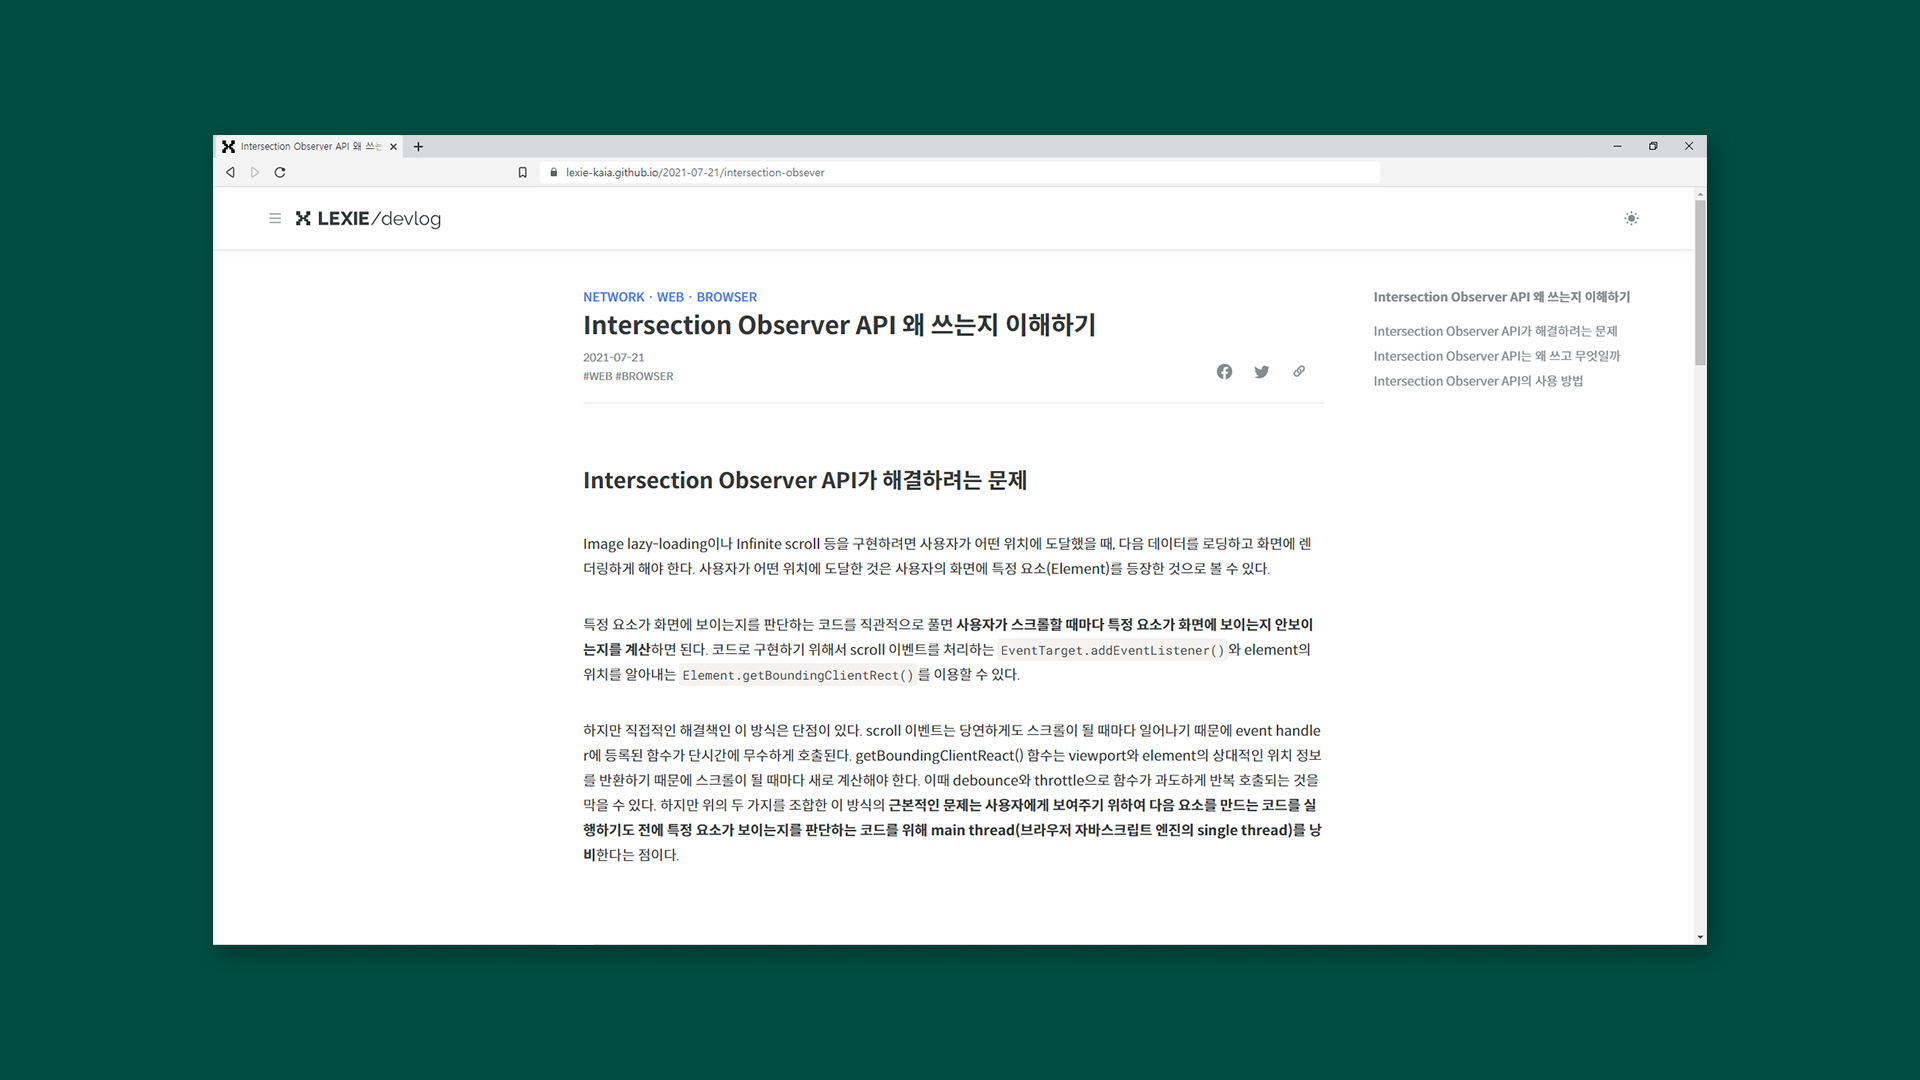 Intersection Observer API 왜 쓰는
lexie-kaia.github.io/2021-07-21/intersection-obsever
LEXIE/devlog
NETWORK · WEB · BROWSER
Intersection Observer API 왜 쓰는지 이해하기
2021-07-21
#WEB #BROWSER
Intersection Observer API 왜 쓰는지 이해하기
Intersection Observer API가 해결하려는 문제
Intersection Observer API는 왜 쓰고 무엇일까
Intersection Observer API의 사용 방법
Intersection Observer API가 해결하려는 문제
Image lazy-loading이나 Infinite scroll 등을 구현하려면 사용자가 어떤 위치에 도달했을 때, 다음 데이터를 로딩하고 화면에 렌
더링하게 해야 한다. 사용자가 어떤 위치에 도달한 것은 사용자의 화면에 특정 요소(Element)를 등장한 것으로 볼 수 있다.
특정 요소가 화면에 보이는지를 판단하는 코드를 직관적으로 풀면 사용자가 스크롤할 때마다 특정 요소가 화면에 보이는지 안보이
는지를 계산하면 된다. 코드로 구현하기 위해서 scroll 이벤트를 처리하는 EventTarget.addEventListener()와 element의
위치를 알아내는 Element.getBoundingClientRect()를 이용할 수 있다.
하지만 직접적인 해결책인 이 방식은 단점이 있다. scroll 이벤트는 당연하게도 스크롤이 될 때마다 일어나기 때문에 event handle
r에 등록된 함수가 단시간에 무수하게 호출된다. getBoundingClientReact() 함수는 viewport와 element의 상대적인 위치 정보
를 반환하기 때문에 스크롤이 될 때마다 새로 계산해야 한다. 이때 debounce와 throttle으로 함수가 과도하게 반복 호출되는 것을
막을 수 있다. 하지만 위의 두 가지를 조합한 이 방식의 근본적인 문제는 사용자에게 보여주기 위하여 다음 요소를 만드는 코드를 실
행하기도 전에 특정 요소가 보이는지를 판단하는 코드를 위해 main thread(브라우저 자바스크립트 엔진의 single thread)를 낭
비한다는 점이다.